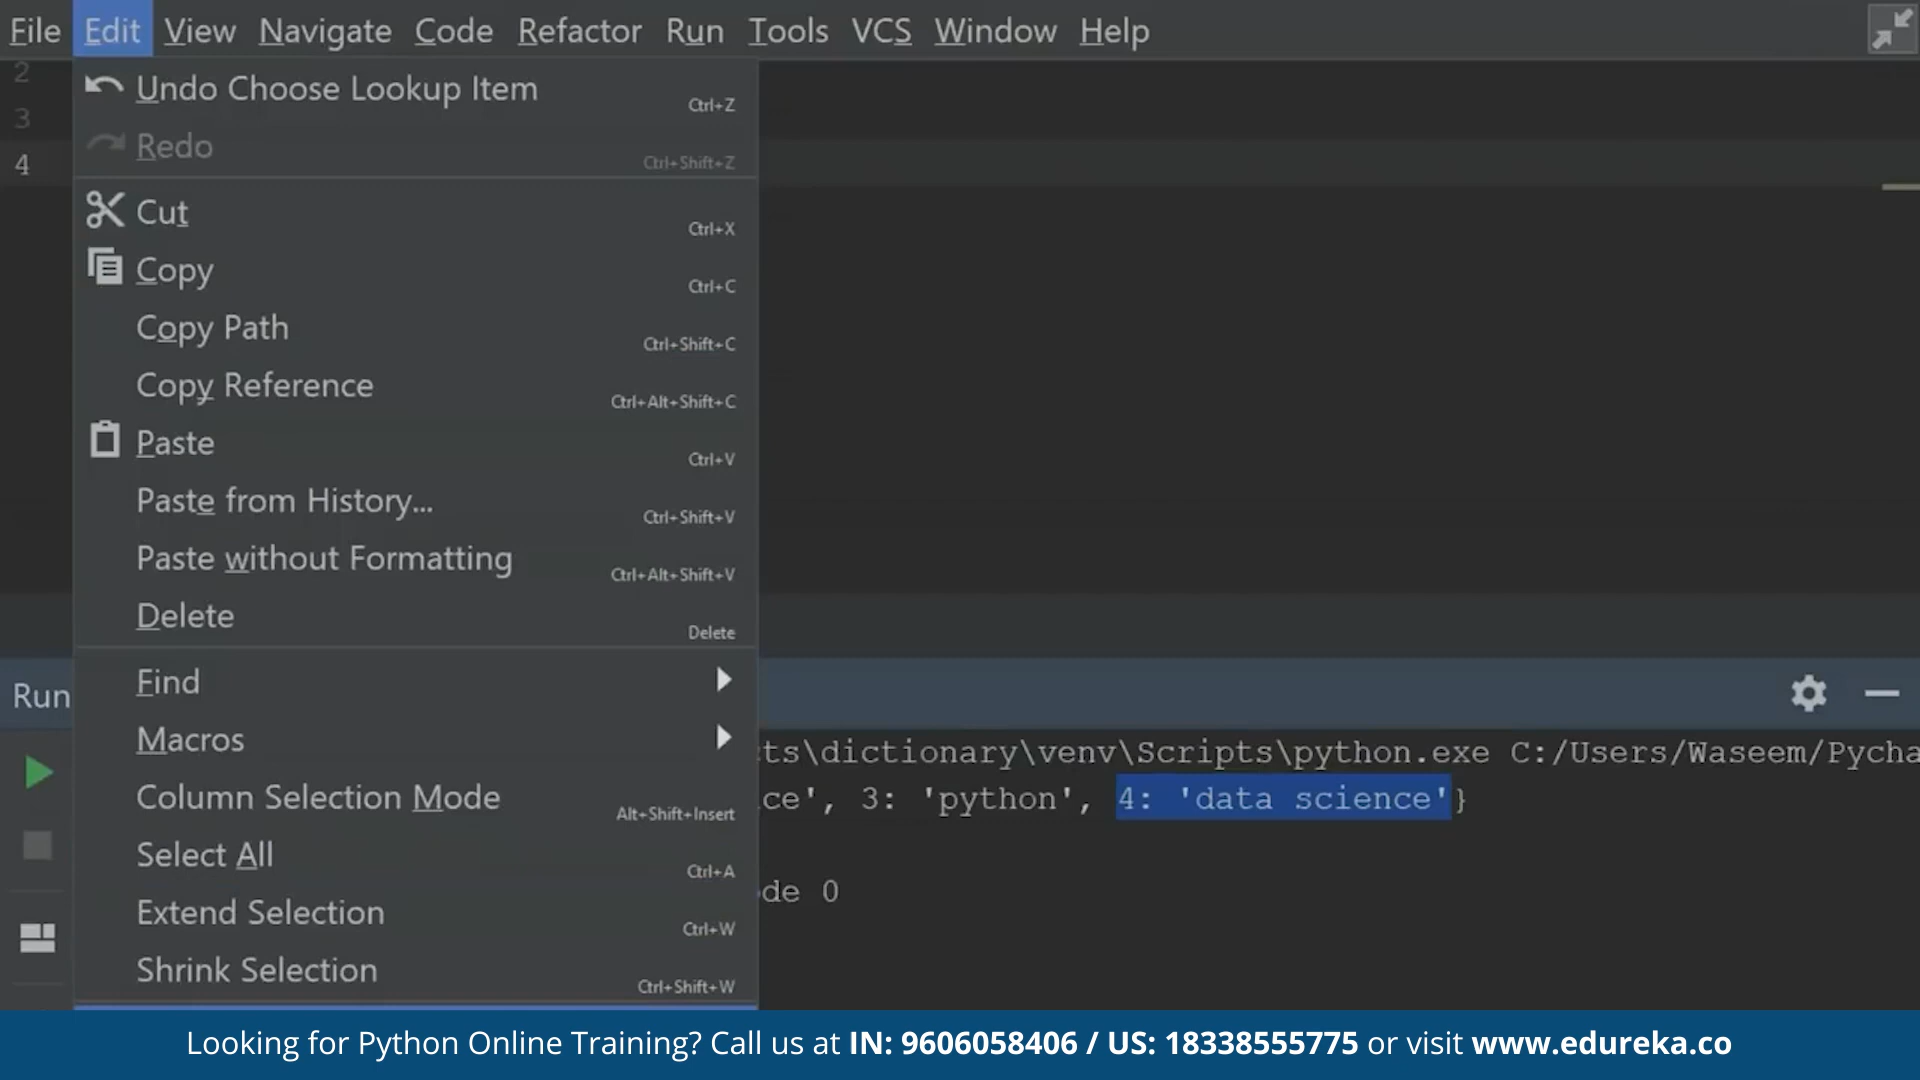 File Edit View Navigate Code Refactor Run Tools VCS Window Help
2
3
4
Undo Choose Lookup Item Ctrl+Z
Redo Ctrl+Shift+Z
Cut Ctrl+X
Copy Ctrl+C
Copy Path Ctrl+Shift+C
Copy Reference Ctrl+Alt+Shift+C
Paste Ctrl+V
Paste from History... Ctrl+Shift+V
Paste without Formatting Ctrl+Alt+Shift+V
Delete Delete
Find
Macros
Column Selection Mode Alt+Shift+Insert
Select All Ctrl+A
Extend Selection Ctrl+W
Shrink Selection Ctrl+Shift+W
Run
cts\dictionary\venv\Scripts\python.exe C:/Users/Waseem/Pycha
ce', 3: 'python', 4: 'data science'}
ode 0
Looking for Python Online Training? Call us at IN: 9606058406 / US: 18338555775 or visit www.edureka.co